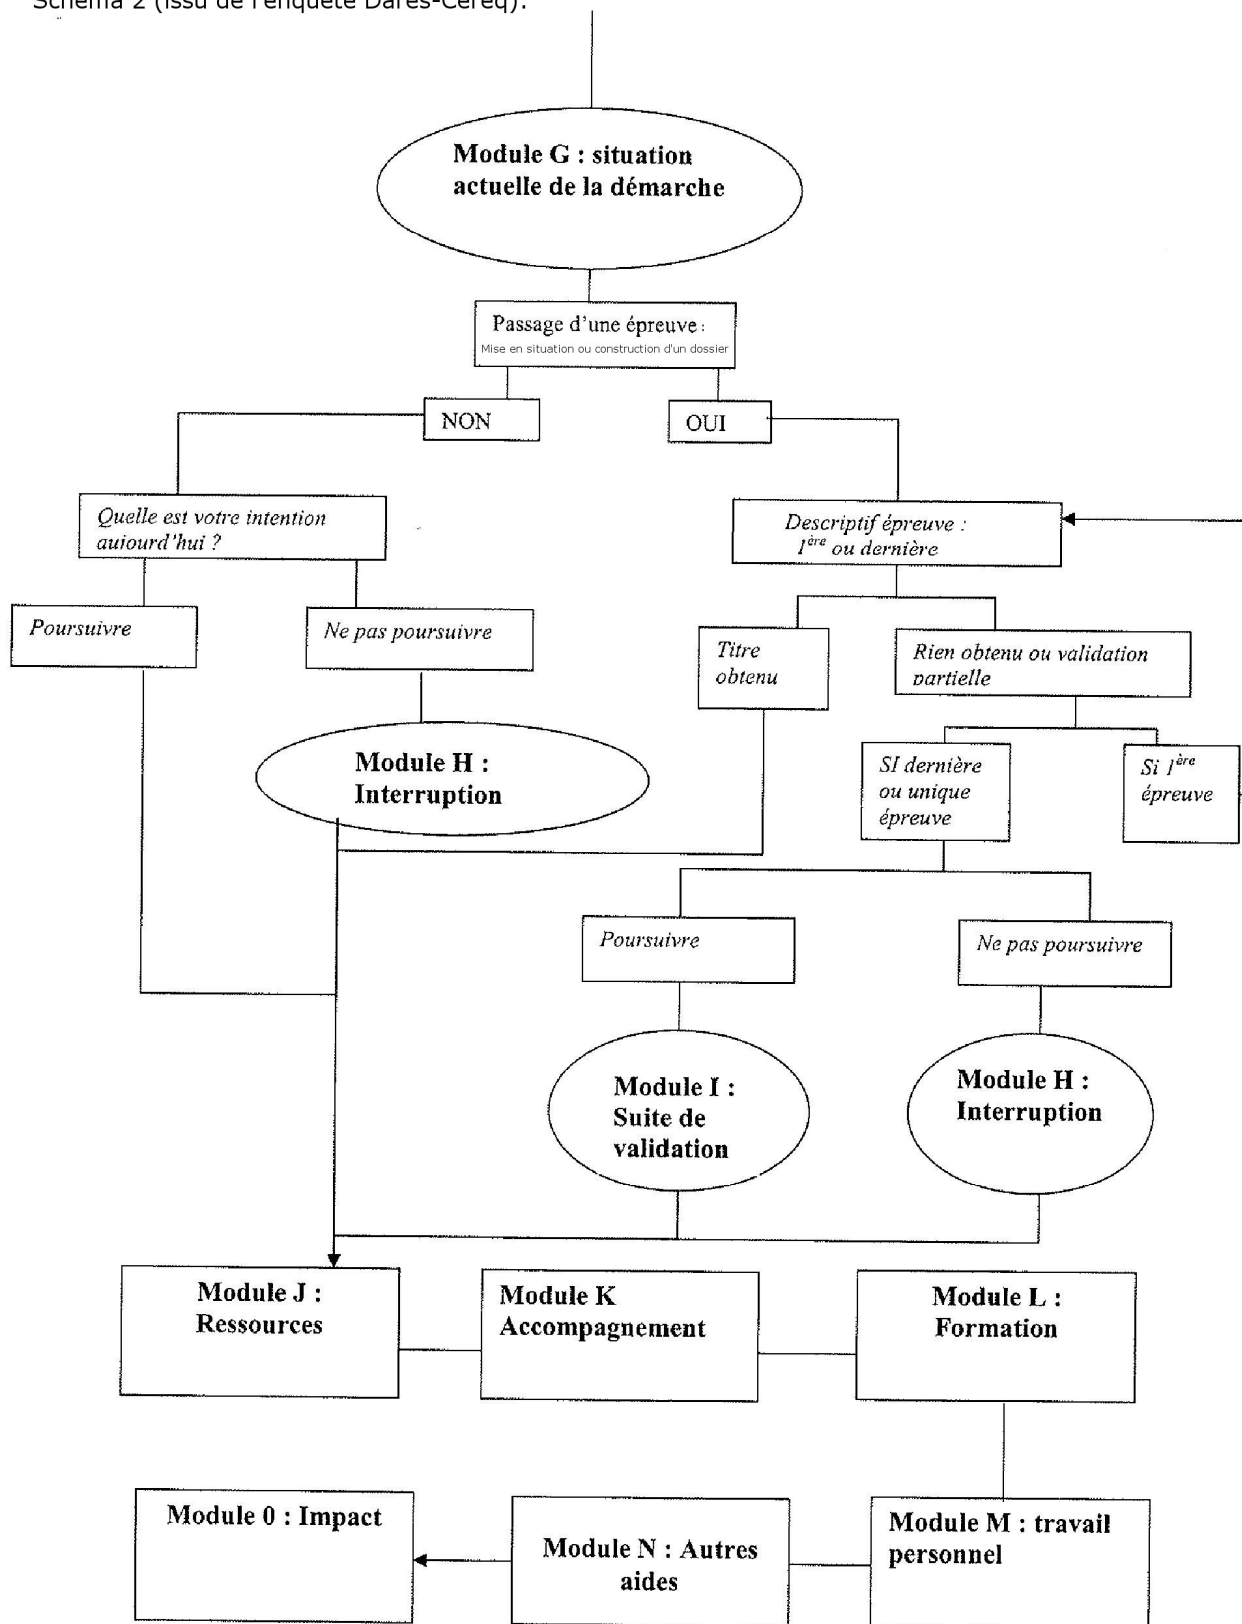 Schéma 2 (issu de l'enquête Dares-Céreq):
Module G : situation
actuelle de la démarche
Passage d'une épreuve :
Mise en situation ou construction d'un dossier
NON
OUI
Quelle est votre intention
aujourd'hui ?
Descriptif épreuve :
1ère ou dernière
Poursuivre
Ne pas poursuivre
Titre
obtenu
Rien obtenu ou validation
partielle
Module H :
Interruption
SI dernière
ou unique
épreuve
Si 1ère
épreuve
Poursuivre
Ne pas poursuivre
Module I :
Suite de
validation
Module H :
Interruption
Module J :
Ressources
Module K
Accompagnement
Module L :
Formation
Module 0 : Impact
Module N : Autres
aides
Module M : travail
personnel